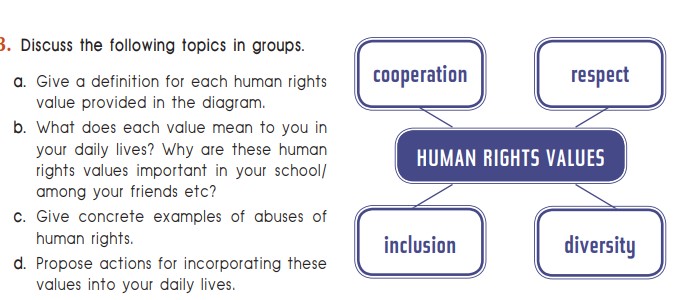 3. Discuss the following topics in groups.
a. Give a definition for each human rights
value provided in the diagram.
b. What does each value mean to you in
your daily lives? Why are these human
rights values important in your school/
among your friends etc?
c. Give concrete examples of abuses of
human rights.
d. Propose actions for incorporating these
values into your daily lives.
cooperation
respect
HUMAN RIGHTS VALUES
inclusion
diversity